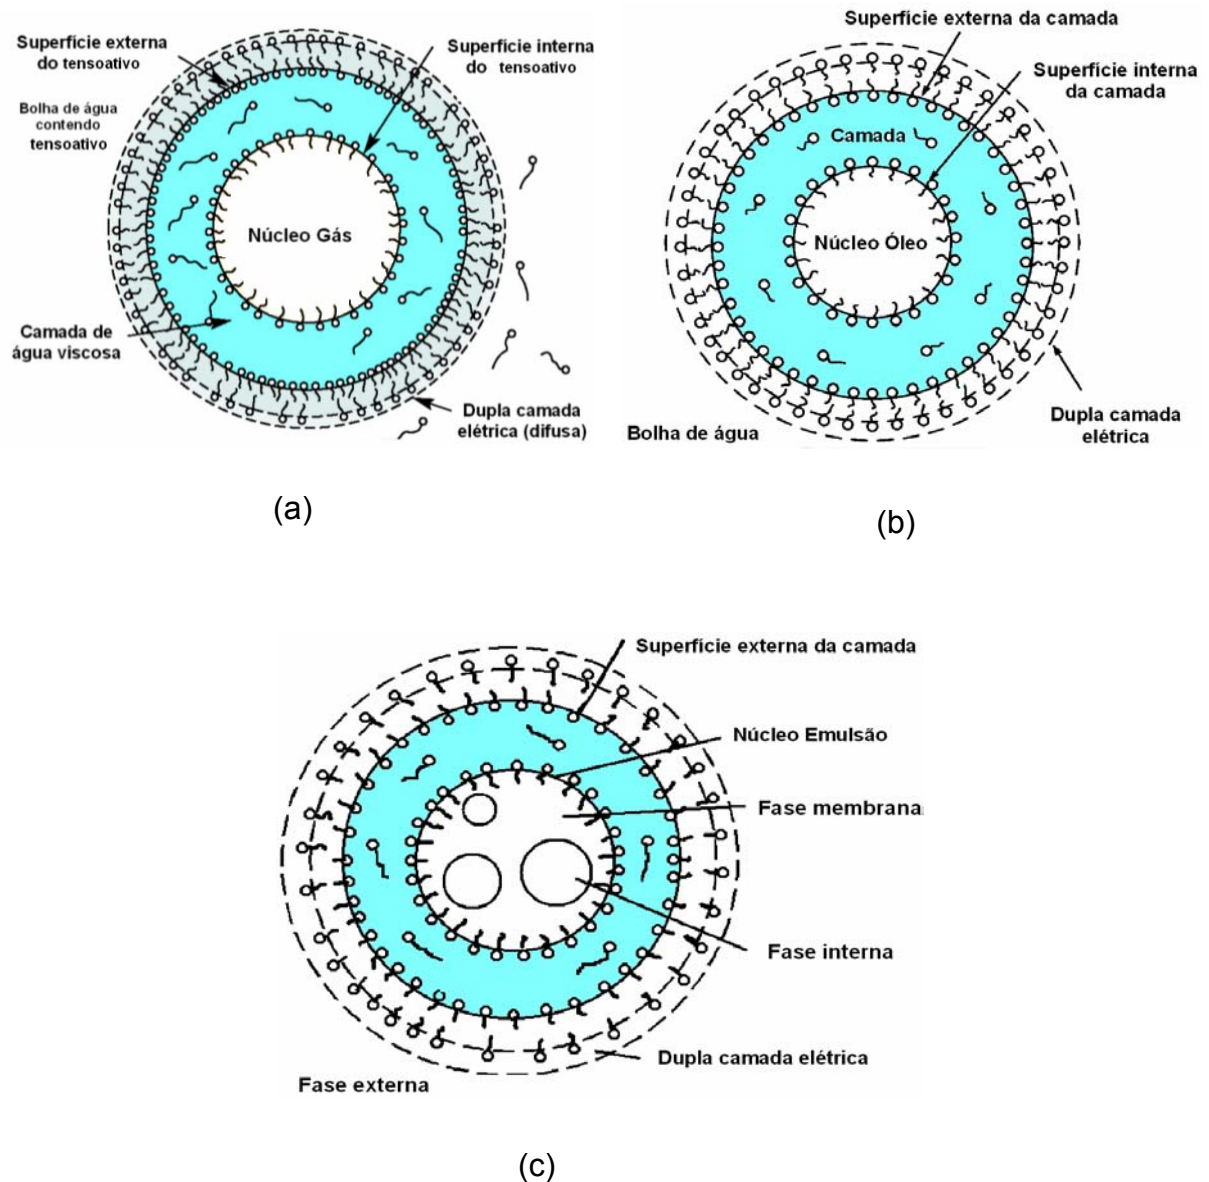 Superfície externa
do tensoativo
Superfície interna
do tensoativo
Bolha de água
contendo
tensoativo
Núcleo Gás
Camada de
água viscosa
Dupla camada
elétrica (difusa)
(a)
Superfície externa da camada
Superfície interna
da camada
Camada
Núcleo Óleo
Bolha de água
Dupla camada
elétrica
(b)
Superfície externa da camada
Núcleo Emulsão
Fase membrana
Fase interna
Dupla camada elétrica
Fase externa
(c)